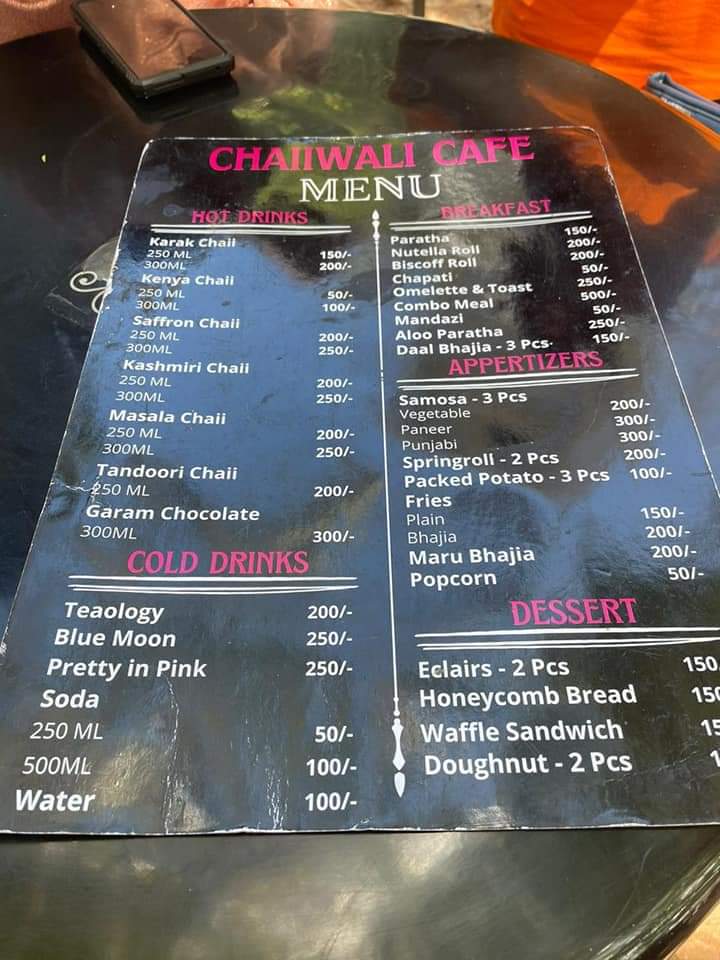 CHAIIWALI CAFE
MENU
HOT DRINKS
Karak Chaii
250 ML 150/-
300ML 200/-
Kenya Chaii
250 ML 50/-
300ML 100/-
Saffron Chaii
250 ML 200/-
300ML 250/-
Kashmiri Chaii
250 ML 200/-
300ML 250/-
Masala Chaii
250 ML 200/-
300ML 250/-
Tandoori Chaii
250 ML 200/-
Garam Chocolate
300ML 300/-
COLD DRINKS
Teaology 200/-
Blue Moon 250/-
Pretty in Pink 250/-
Soda
250 ML 50/-
500ML 100/-
Water 100/-
BREAKFAST
Paratha 150/-
Nutella Roll 200/-
Biscoff Roll 200/-
Chapati 50/-
Omelette & Toast 250/-
Combo Meal 500/-
Mandazi 50/-
Aloo Paratha 250/-
Daal Bhajia - 3 Pcs 150/-
APPERTIZERS
Samosa - 3 Pcs
Vegetable 200/-
Paneer 300/-
Punjabi 300/-
Springroll - 2 Pcs 200/-
Packed Potato - 3 Pcs 100/-
Fries
Plain 150/-
Bhajia 200/-
Maru Bhajia 200/-
Popcorn 50/-
DESSERT
Eclairs - 2 Pcs 150
Honeycomb Bread 150
Waffle Sandwich 15
Doughnut - 2 Pcs 1